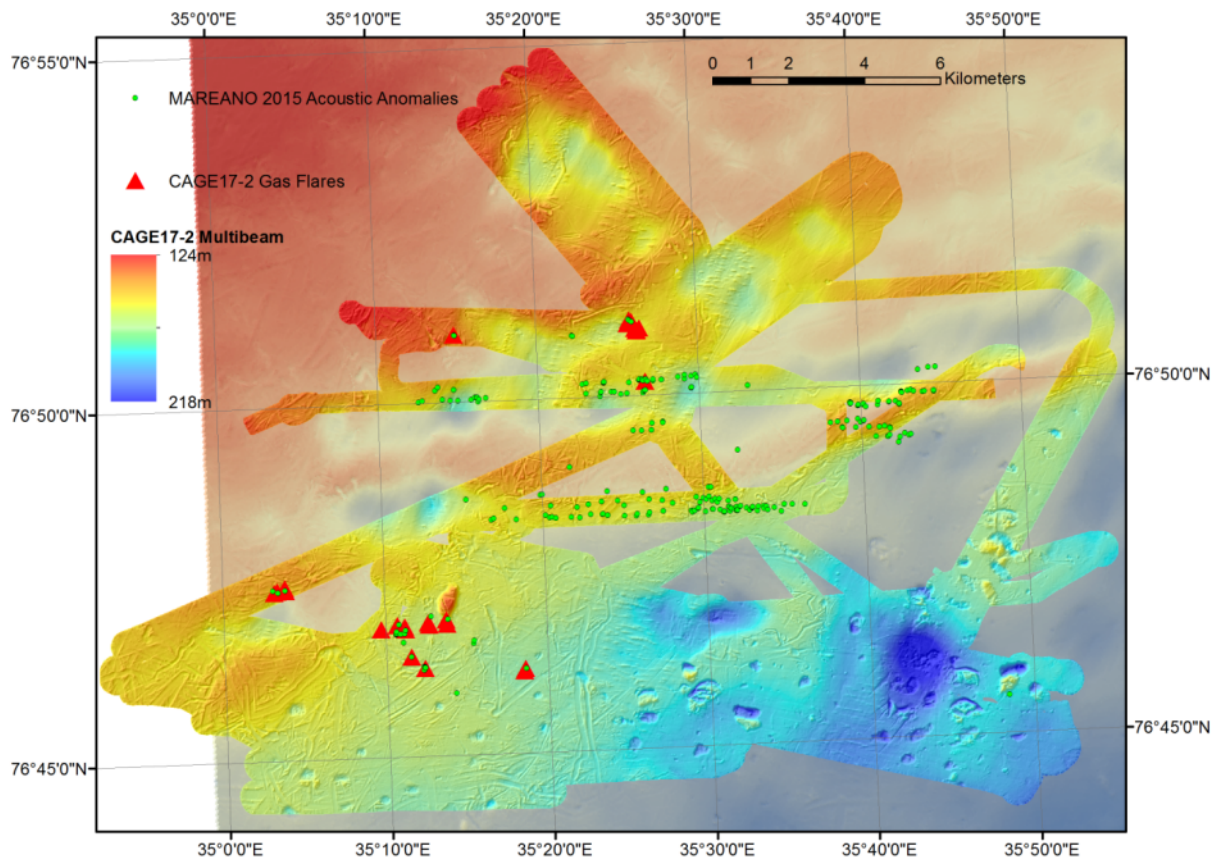 35°0'0"E 35°10'0"E 35°20'0"E 35°30'0"E 35°40'0"E 35°50'0"E
76°55'0"N
0 1 2 4 6
Kilometers
MAREANO 2015 Acoustic Anomalies
CAGE17-2 Gas Flares
CAGE17-2 Multibeam
124m
218m
76°50'0"N
76°50'0"N
76°45'0"N
76°45'0"N
35°0'0"E 35°10'0"E 35°20'0"E 35°30'0"E 35°40'0"E 35°50'0"E